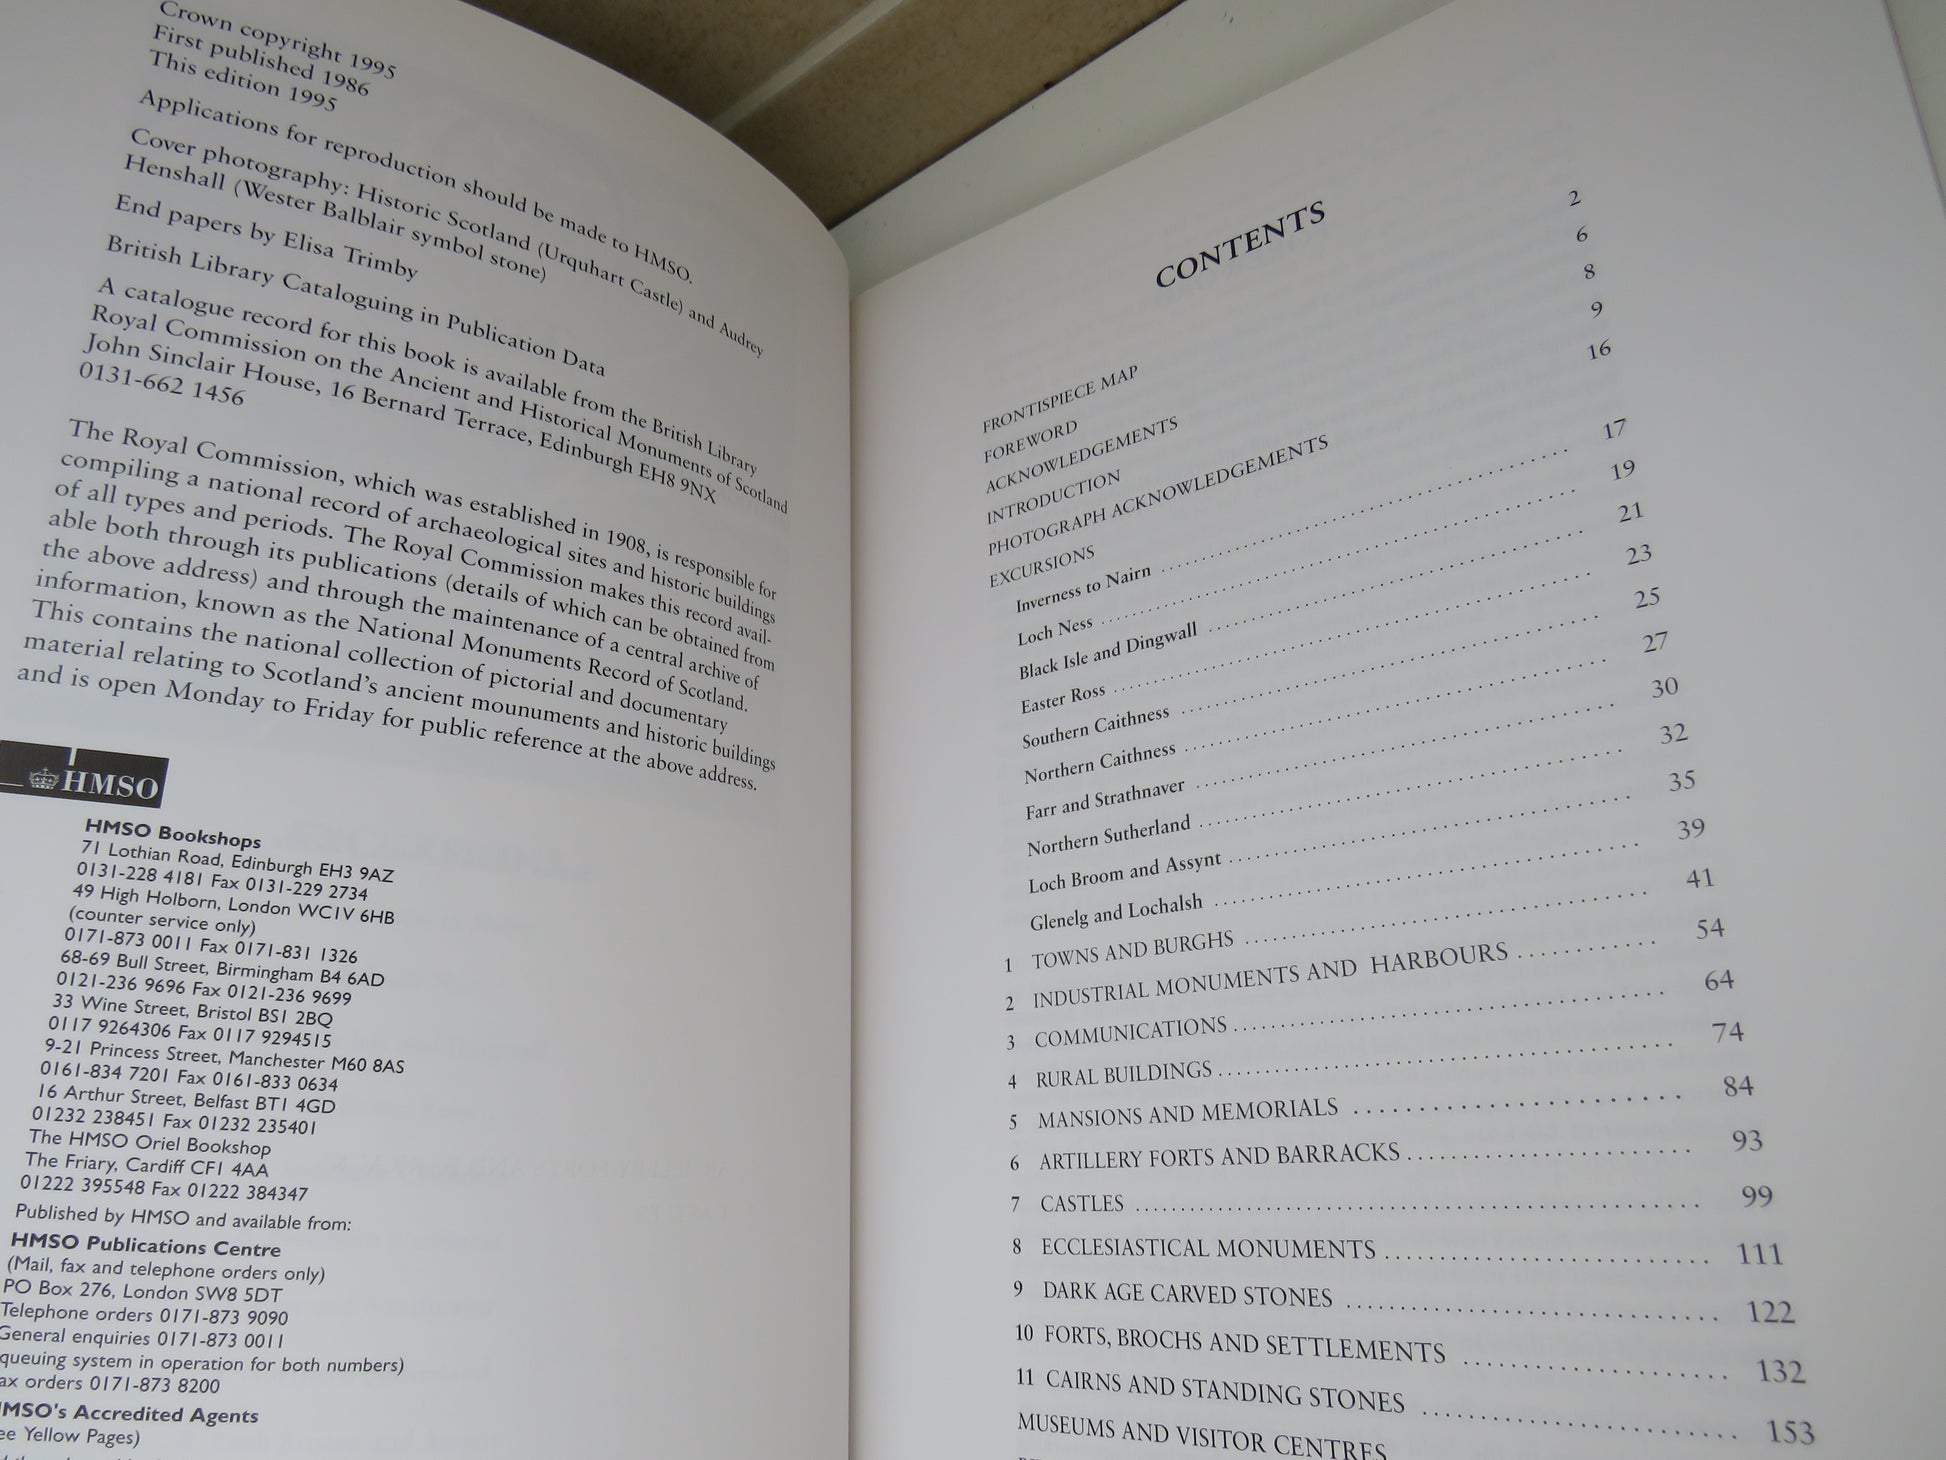 Crown copyright 1995
First published 1986
This edition 1995
Applications for reproduction should be made to HMSO.
Cover photography: Historic Scotland (Urquhart Castle) and Audrey
Henshall (Wester Balblair symbol stone)
End papers by Elisa Trimby
British Library Cataloguing in Publication Data
A catalogue record for this book is available from the British Library
Royal Commission on the Ancient and Historical Monuments of Scotland
John Sinclair House, 16 Bernard Terrace, Edinburgh EH8 9NX
0131-662 1456
The Royal Commission, which was established in 1908, is responsible for
compiling a national record of archaeological sites and historic buildings
of all types and periods. The Royal Commission makes this record avail-
able both through its publications (details of which can be obtained from
the above address) and through the maintenance of a central archive of
information, known as the National Monuments Record of Scotland.
This contains the national collection of pictorial and documentary
material relating to Scotland's ancient mounuments and historic buildings
and is open Monday to Friday for public reference at the above address.
HMSO
HMSO Bookshops
71 Lothian Road, Edinburgh EH3 9AZ
0131-228 4181 Fax 0131-229 2734
49 High Holborn, London WC1V 6HB
(counter service only)
0171-873 0011 Fax 0171-831 1326
68-69 Bull Street, Birmingham B4 6AD
0121-236 9696 Fax 0121-236 9699
33 Wine Street, Bristol BS1 2BQ
0117 9264306 Fax 0117 9294515
9-21 Princess Street, Manchester M60 8AS
0161-834 7201 Fax 0161-833 0634
16 Arthur Street, Belfast BT1 4GD
01232 238451 Fax 01232 235401
The HMSO Oriel Bookshop
The Friary, Cardiff CF1 4AA
01222 395548 Fax 01222 384347
Published by HMSO and available from:
HMSO Publications Centre
(Mail, fax and telephone orders only)
PO Box 276, London SW8 5DT
Telephone orders 0171-873 9090
General enquiries 0171-873 0011
queuing system in operation for both numbers)
ax orders 0171-873 8200
MSO's Accredited Agents
ee Yellow Pages)
CONTENTS
FRONTISPIECE MAP 2
FOREWORD 6
ACKNOWLEDGEMENTS 8
INTRODUCTION 9
PHOTOGRAPH ACKNOWLEDGEMENTS 16
EXCURSIONS
Inverness to Nairn 17
Loch Ness 19
Black Isle and Dingwall 21
Easter Ross 23
Southern Caithness 25
Northern Caithness 27
Farr and Strathnaver 30
Northern Sutherland 32
Loch Broom and Assynt 35
Glenelg and Lochalsh 39
1 TOWNS AND BURGHS 41
2 INDUSTRIAL MONUMENTS AND HARBOURS 54
3 COMMUNICATIONS 64
4 RURAL BUILDINGS 74
5 MANSIONS AND MEMORIALS 84
6 ARTILLERY FORTS AND BARRACKS 93
7 CASTLES 99
8 ECCLESIASTICAL MONUMENTS 111
9 DARK AGE CARVED STONES 122
10 FORTS, BROCHS AND SETTLEMENTS 132
11 CAIRNS AND STANDING STONES 153
MUSEUMS AND VISITOR CENTRES